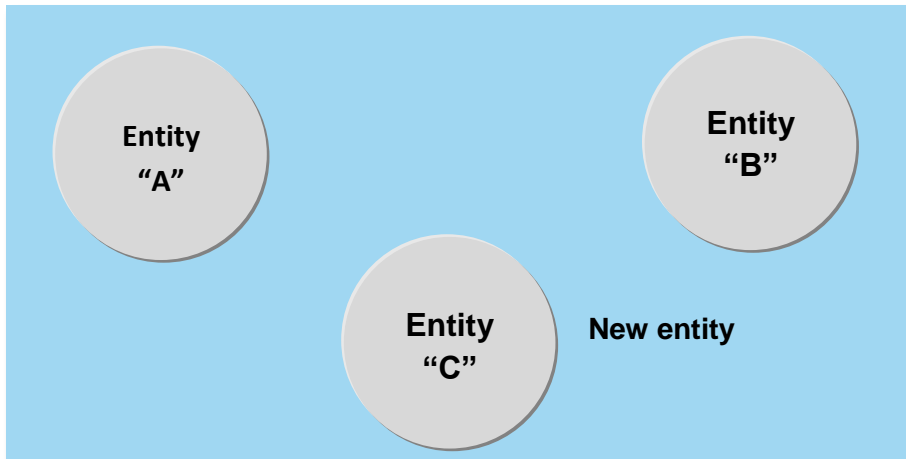 Entity
“A”
Entity
“B”
Entity
“C”
New entity